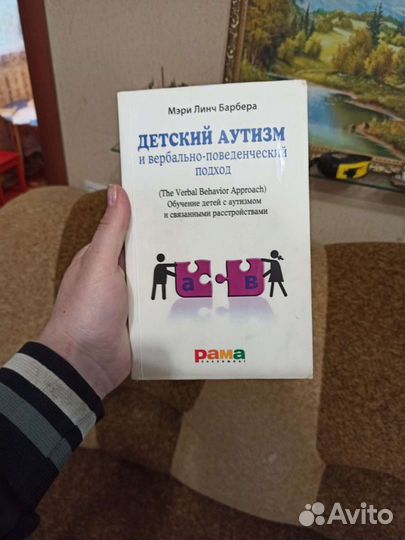 Мэри Линч Барбера
ДЕТСКИЙ АУТИЗМ
и вербально-поведенческий
подход
(The Verbal Behavior Approach)
Обучение детей с аутизмом
и связанными расстройствами
a
B
рама
Avito